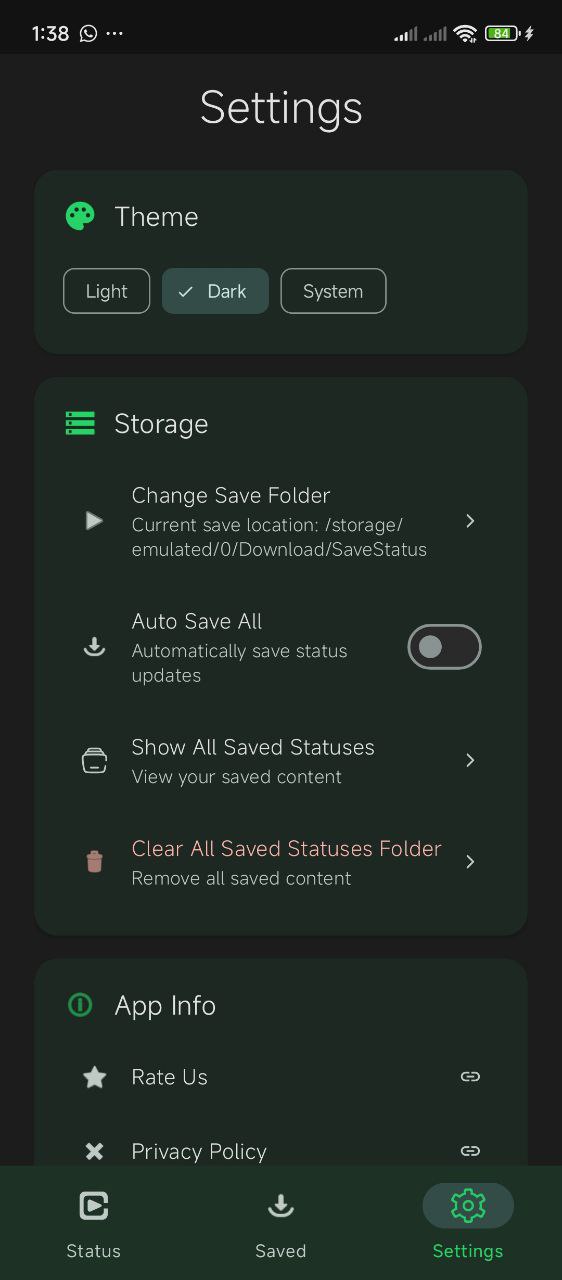 1:38
84
Settings
Theme
Light
Dark
System
Storage
Change Save Folder
Current save location: /storage/
emulated/0/Download/SaveStatus
Auto Save All
Automatically save status
updates
Show All Saved Statuses
View your saved content
Clear All Saved Statuses Folder
Remove all saved content
App Info
Rate Us
Privacy Policy
Status
Saved
Settings